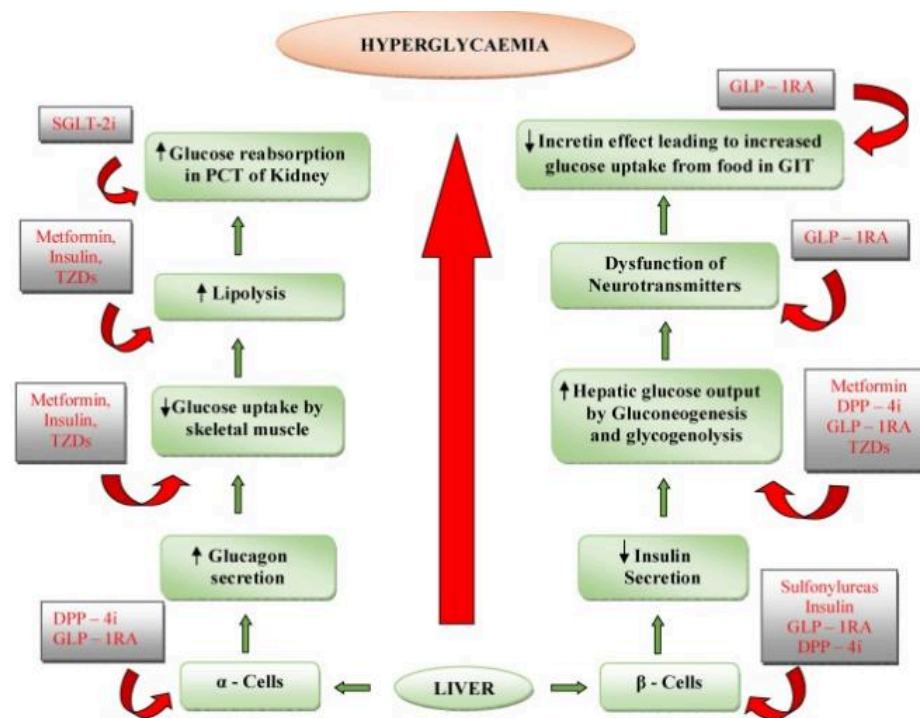 HYPERGLYCAEMIA
GLP – 1RA
SGLT-2i
↑ Glucose reabsorption
in PCT of Kidney
↓ Incretin effect leading to increased
glucose uptake from food in GIT
Metformin,
Insulin,
TZDs
↑ Lipolysis
Dysfunction of
Neurotransmitters
GLP – 1RA
Metformin,
Insulin,
TZDs
↓Glucose uptake by
skeletal muscle
↑ Hepatic glucose output
by Gluconeogenesis
and glycogenolysis
Metformin
DPP – 4i
GLP – 1RA
TZDs
↑ Glucagon
secretion
↓ Insulin
Secretion
DPP – 4i
GLP – 1RA
Sulfonylureas
Insulin
GLP – 1RA
DPP – 4i
α - Cells
LIVER
β - Cells